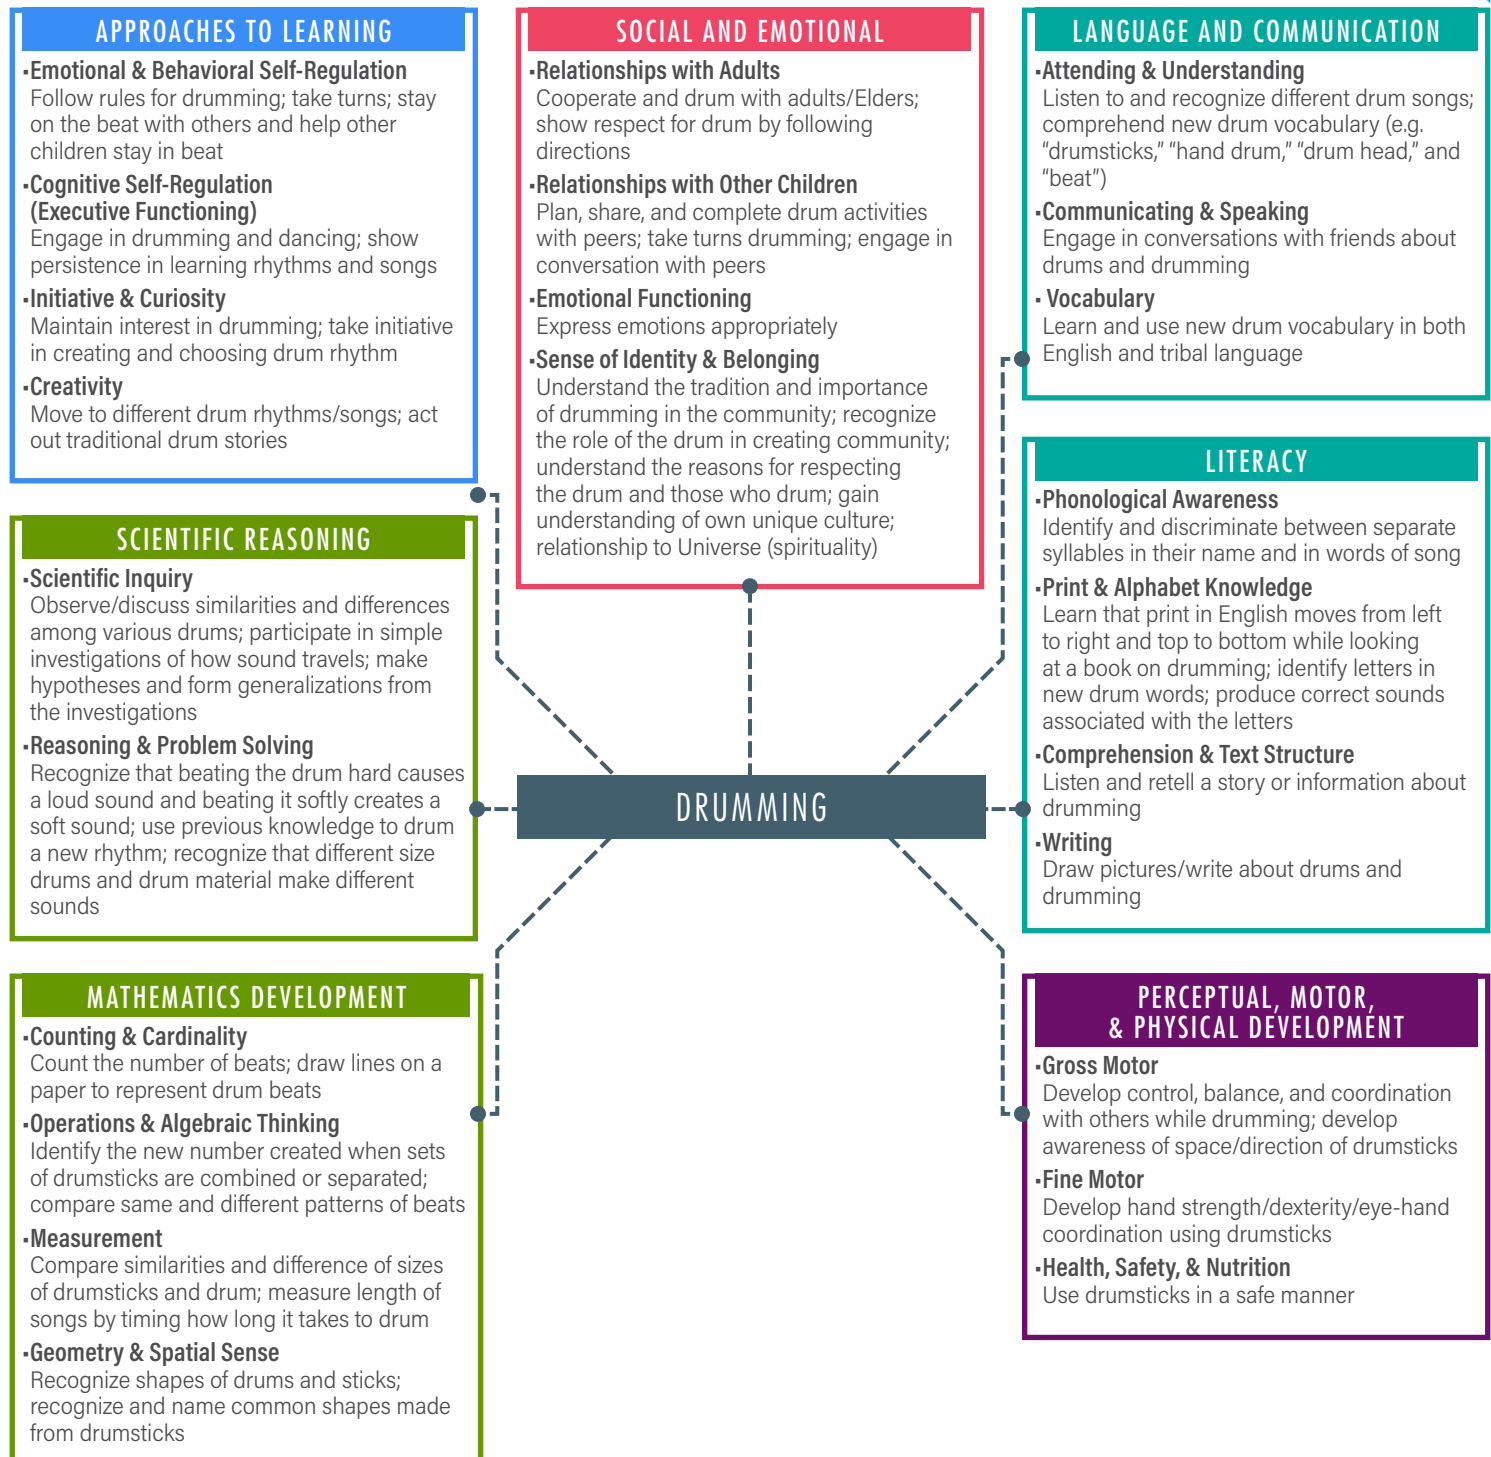 APPROACHES TO LEARNING
▪Emotional & Behavioral Self-Regulation
Follow rules for drumming; take turns; stay
on the beat with others and help other
children stay in beat
▪Cognitive Self-Regulation
(Executive Functioning)
Engage in drumming and dancing; show
persistence in learning rhythms and songs
▪Initiative & Curiosity
Maintain interest in drumming; take initiative
in creating and choosing drum rhythm
▪Creativity
Move to different drum rhythms/songs; act
out traditional drum stories
SCIENTIFIC REASONING
▪Scientific Inquiry
Observe/discuss similarities and differences
among various drums; participate in simple
investigations of how sound travels; make
hypotheses and form generalizations from
the investigations
▪Reasoning & Problem Solving
Recognize that beating the drum hard causes
a loud sound and beating it softly creates a
soft sound; use previous knowledge to drum
a new rhythm; recognize that different size
drums and drum material make different
sounds
MATHEMATICS DEVELOPMENT
▪Counting & Cardinality
Count the number of beats; draw lines on a
paper to represent drum beats
▪Operations & Algebraic Thinking
Identify the new number created when sets
of drumsticks are combined or separated;
compare same and different patterns of beats
▪Measurement
Compare similarities and difference of sizes
of drumsticks and drum; measure length of
songs by timing how long it takes to drum
▪Geometry & Spatial Sense
Recognize shapes of drums and sticks;
recognize and name common shapes made
from drumsticks
SOCIAL AND EMOTIONAL
▪Relationships with Adults
Cooperate and drum with adults/Elders;
show respect for drum by following
directions
▪Relationships with Other Children
Plan, share, and complete drum activities
with peers; take turns drumming; engage in
conversation with peers
▪Emotional Functioning
Express emotions appropriately
▪Sense of Identity & Belonging
Understand the tradition and importance
of drumming in the community; recognize
the role of the drum in creating community;
understand the reasons for respecting
the drum and those who drum; gain
understanding of own unique culture;
relationship to Universe (spirituality)
DRUMMING
LANGUAGE AND COMMUNICATION
▪Attending & Understanding
Listen to and recognize different drum songs;
comprehend new drum vocabulary (e.g.
“drumsticks,” “hand drum,” “drum head,” and
“beat”)
▪Communicating & Speaking
Engage in conversations with friends about
drums and drumming
▪ Vocabulary
Learn and use new drum vocabulary in both
English and tribal language
LITERACY
▪Phonological Awareness
Identify and discriminate between separate
syllables in their name and in words of song
▪Print & Alphabet Knowledge
Learn that print in English moves from left
to right and top to bottom while looking
at a book on drumming; identify letters in
new drum words; produce correct sounds
associated with the letters
▪Comprehension & Text Structure
Listen and retell a story or information about
drumming
▪Writing
Draw pictures/write about drums and
drumming
PERCEPTUAL, MOTOR,
& PHYSICAL DEVELOPMENT
▪Gross Motor
Develop control, balance, and coordination
with others while drumming; develop
awareness of space/direction of drumsticks
▪Fine Motor
Develop hand strength/dexterity/eye-hand
coordination using drumsticks
▪Health, Safety, & Nutrition
Use drumsticks in a safe manner